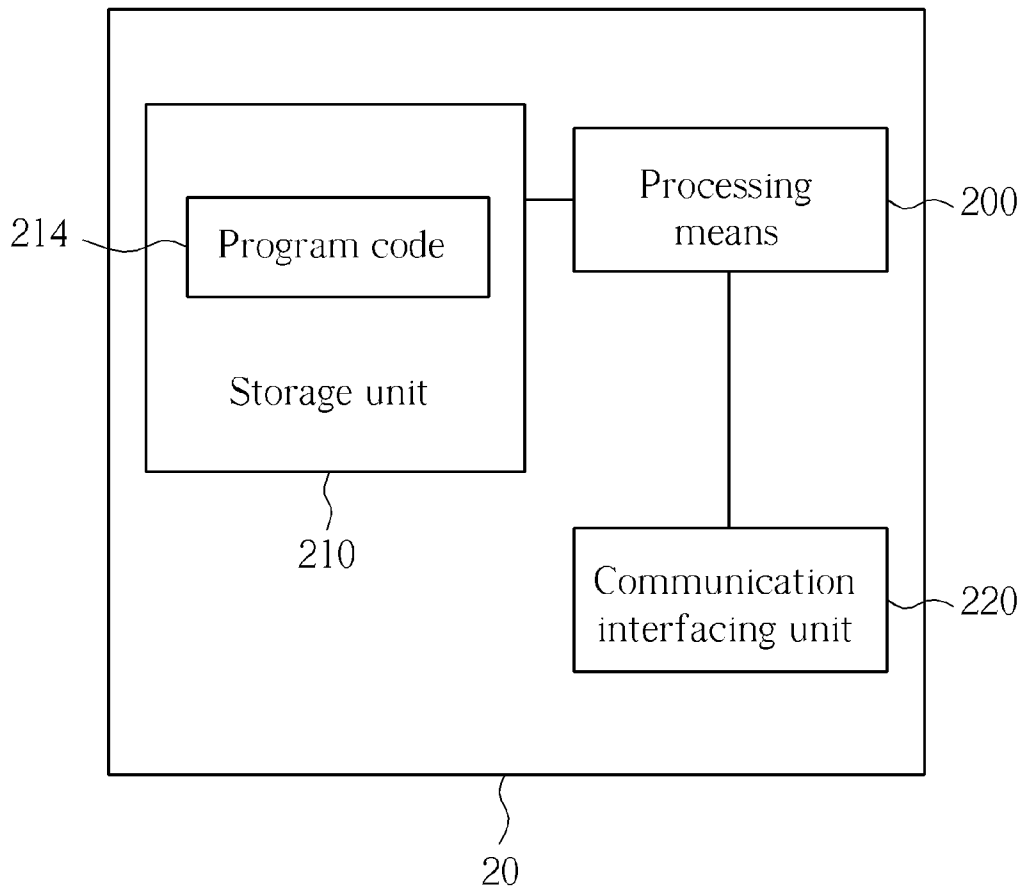 Processing
means
200
214
Program code
Storage unit
210
Communication
interfacing unit
220
20